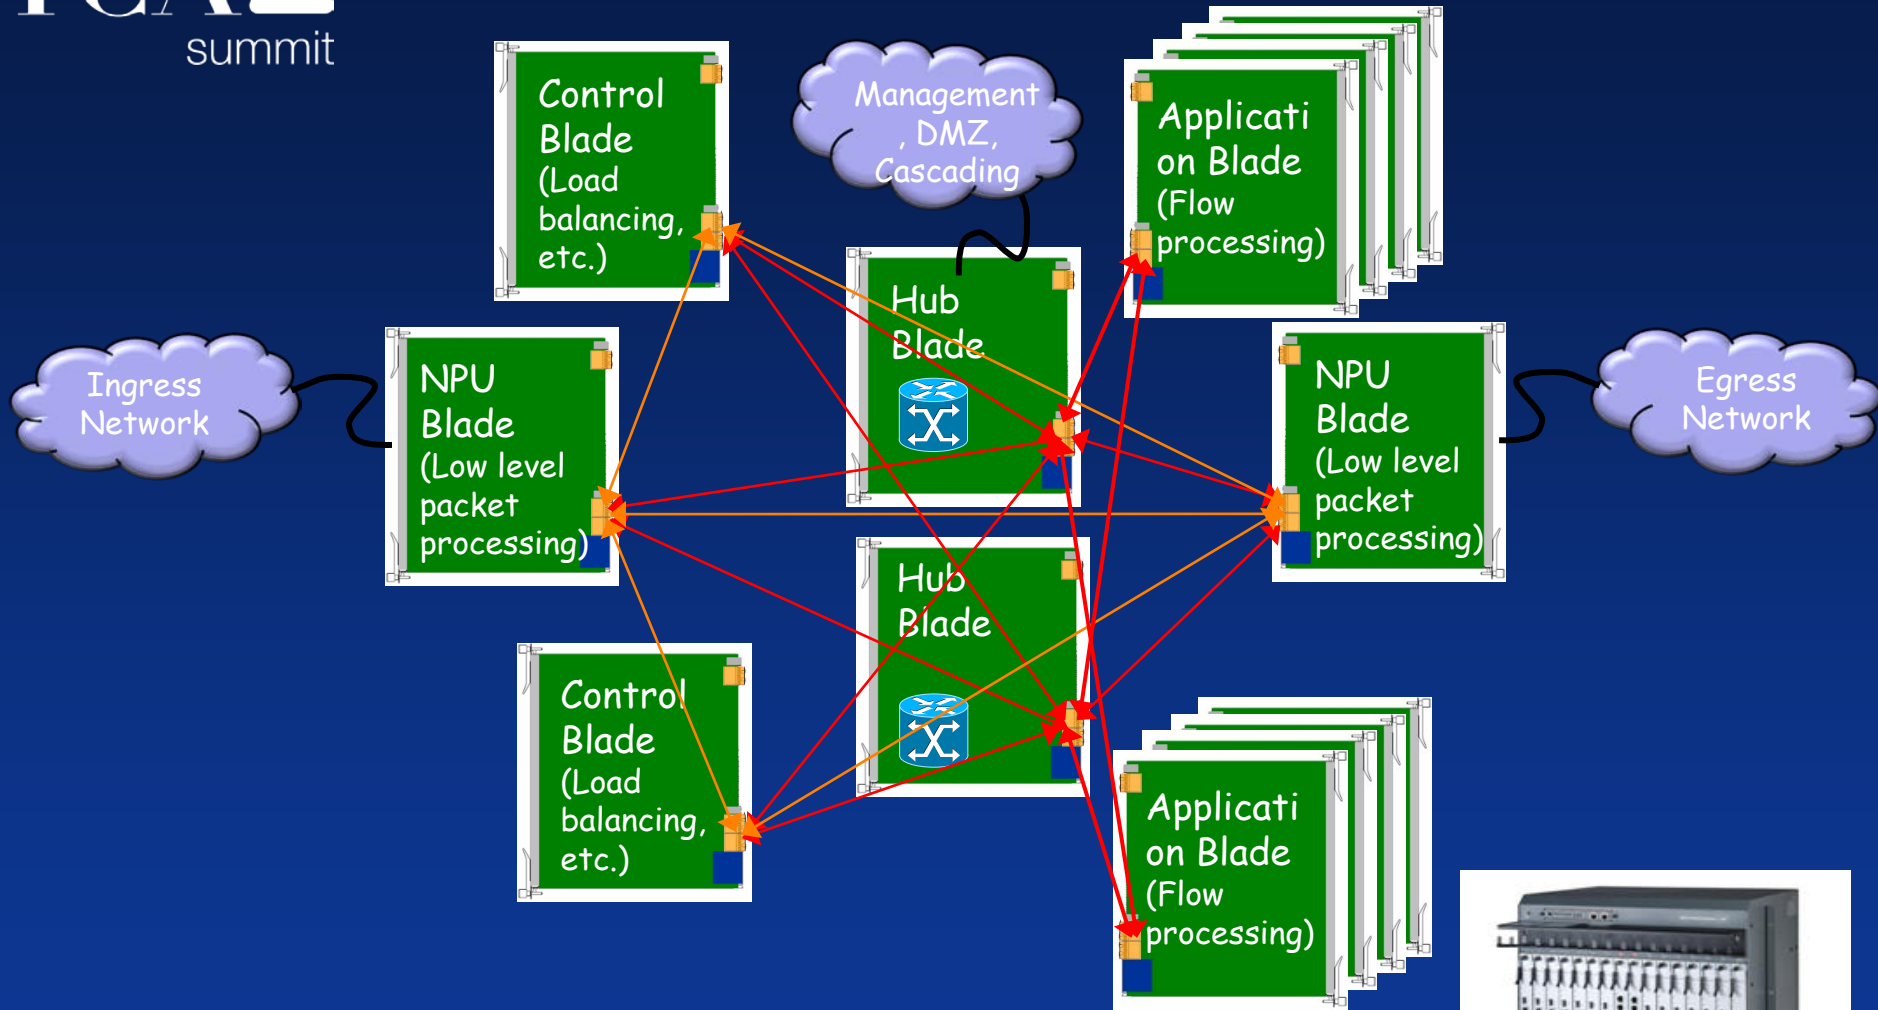 summit
Control
Blade
(Load
balancing,
etc.)
Management
, DMZ,
Cascading
Applicati
on Blade
(Flow
processing)
Hub
Blade
Ingress
Network
NPU
Blade
(Low level
packet
processing)
NPU
Blade
(Low level
packet
processing)
Egress
Network
Hub
Blade
Control
Blade
(Load
balancing,
etc.)
Applicati
on Blade
(Flow
processing)